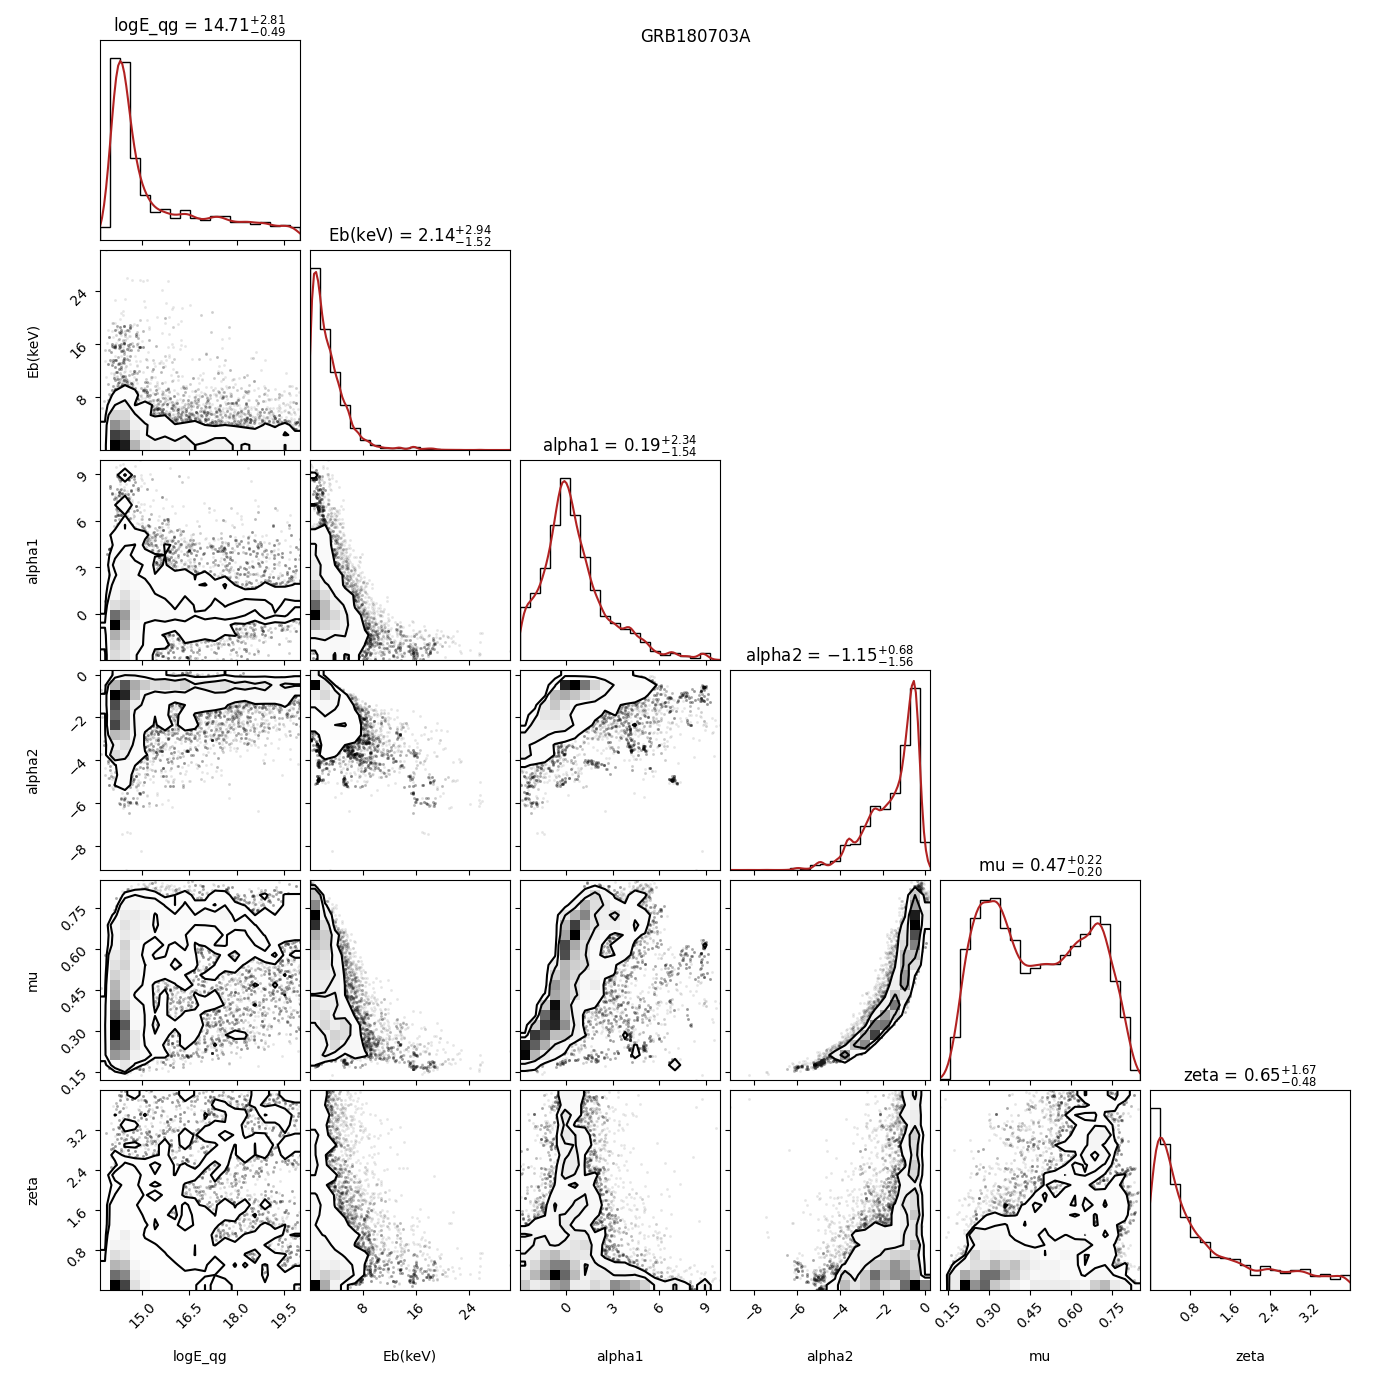 logE_qg = 14.71+2.81 −0.49
GRB180703A
Eb(keV) = 2.14+2.94 −1.52
24
16
8
Eb(keV)
alpha1 = 0.19+2.34 −1.54
9
6
3
0
alpha1
alpha2 = −1.15+0.68 −1.56
0
−2
−4
−6
−8
alpha2
mu = 0.47+0.22 −0.20
0.75
0.60
0.45
0.30
0.15
mu
zeta = 0.65+1.67 −0.48
3.2
2.4
1.6
0.8
zeta
15.0 16.5 18.0 19.5 8 16 24 0 3 6 9 −8 −6 −4 −2 0 0.15 0.30 0.45 0.60 0.75 0.8 1.6 2.4 3.2
logE_qg Eb(keV) alpha1 alpha2 mu zeta